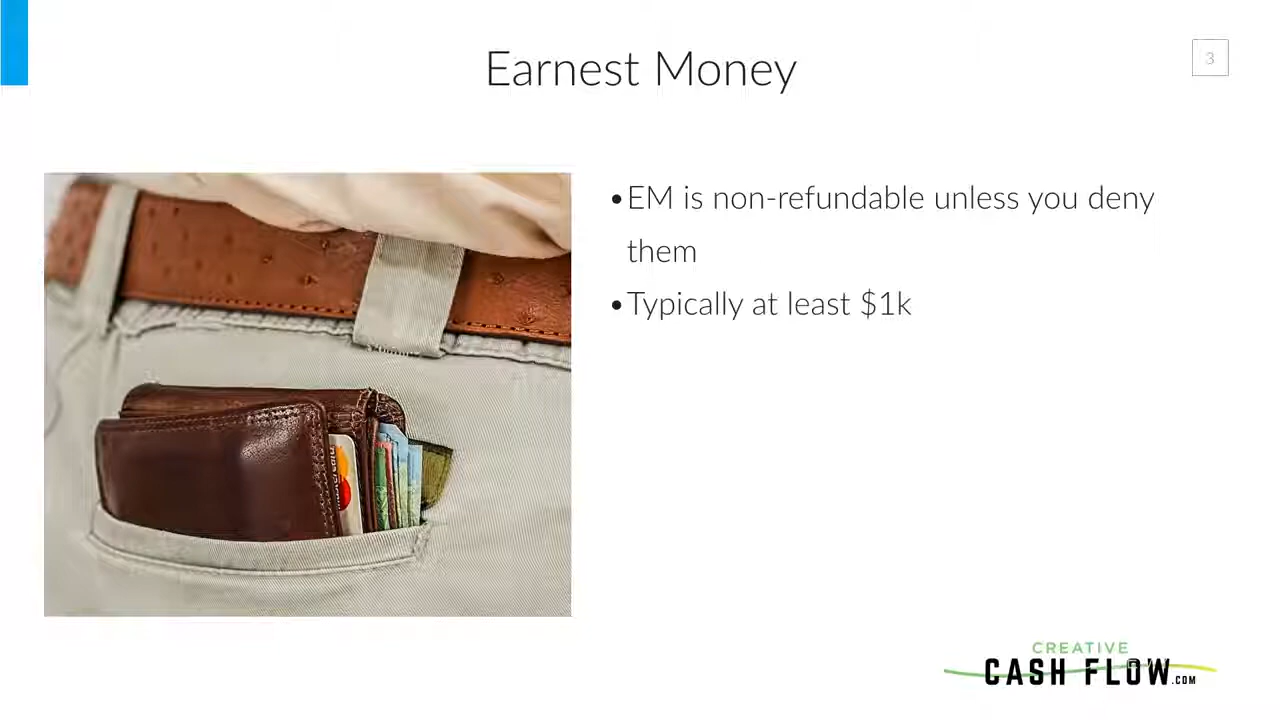 Earnest Money
3
•EM is non-refundable unless you deny
them
•Typically at least $1k
CREATIVE
CASH FLOW.COM